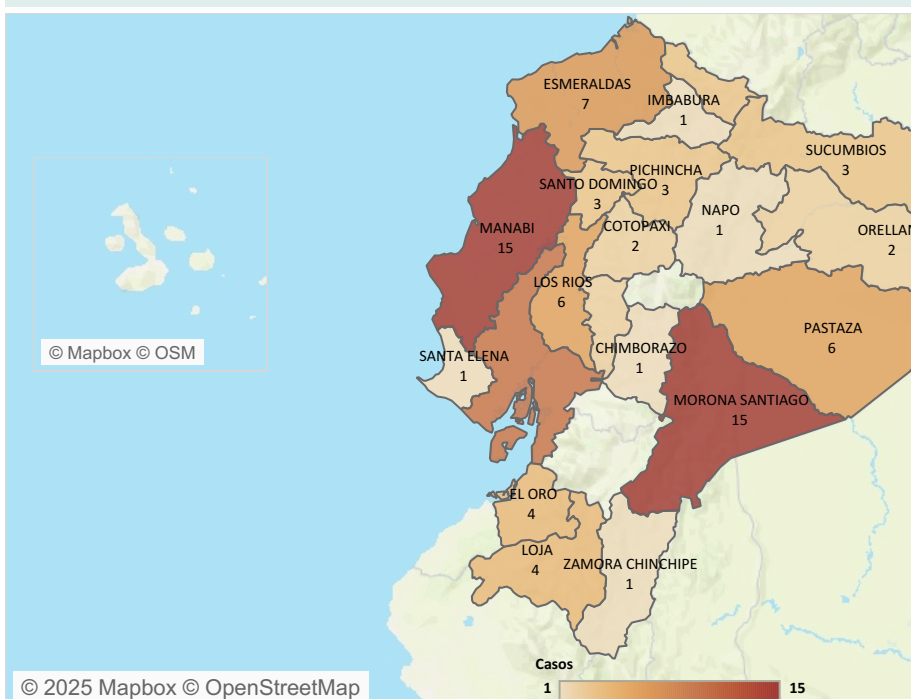 ESMERALDAS
7
IMBABURA
1
SUCUMBIOS
3
PICHINCHA
3
SANTO DOMINGO
3
NAPO
1
COTOPAXI
2
ORELLAN
2
MANABI
15
LOS RIOS
6
PASTAZA
6
© Mapbox © OSM
SANTA ELENA
1
CHIMBORAZO
1
MORONA SANTIAGO
15
EL ORO
4
LOJA
4
ZAMORA CHINCHIPE
1
Casos
1 15
© 2025 Mapbox © OpenStreetMap